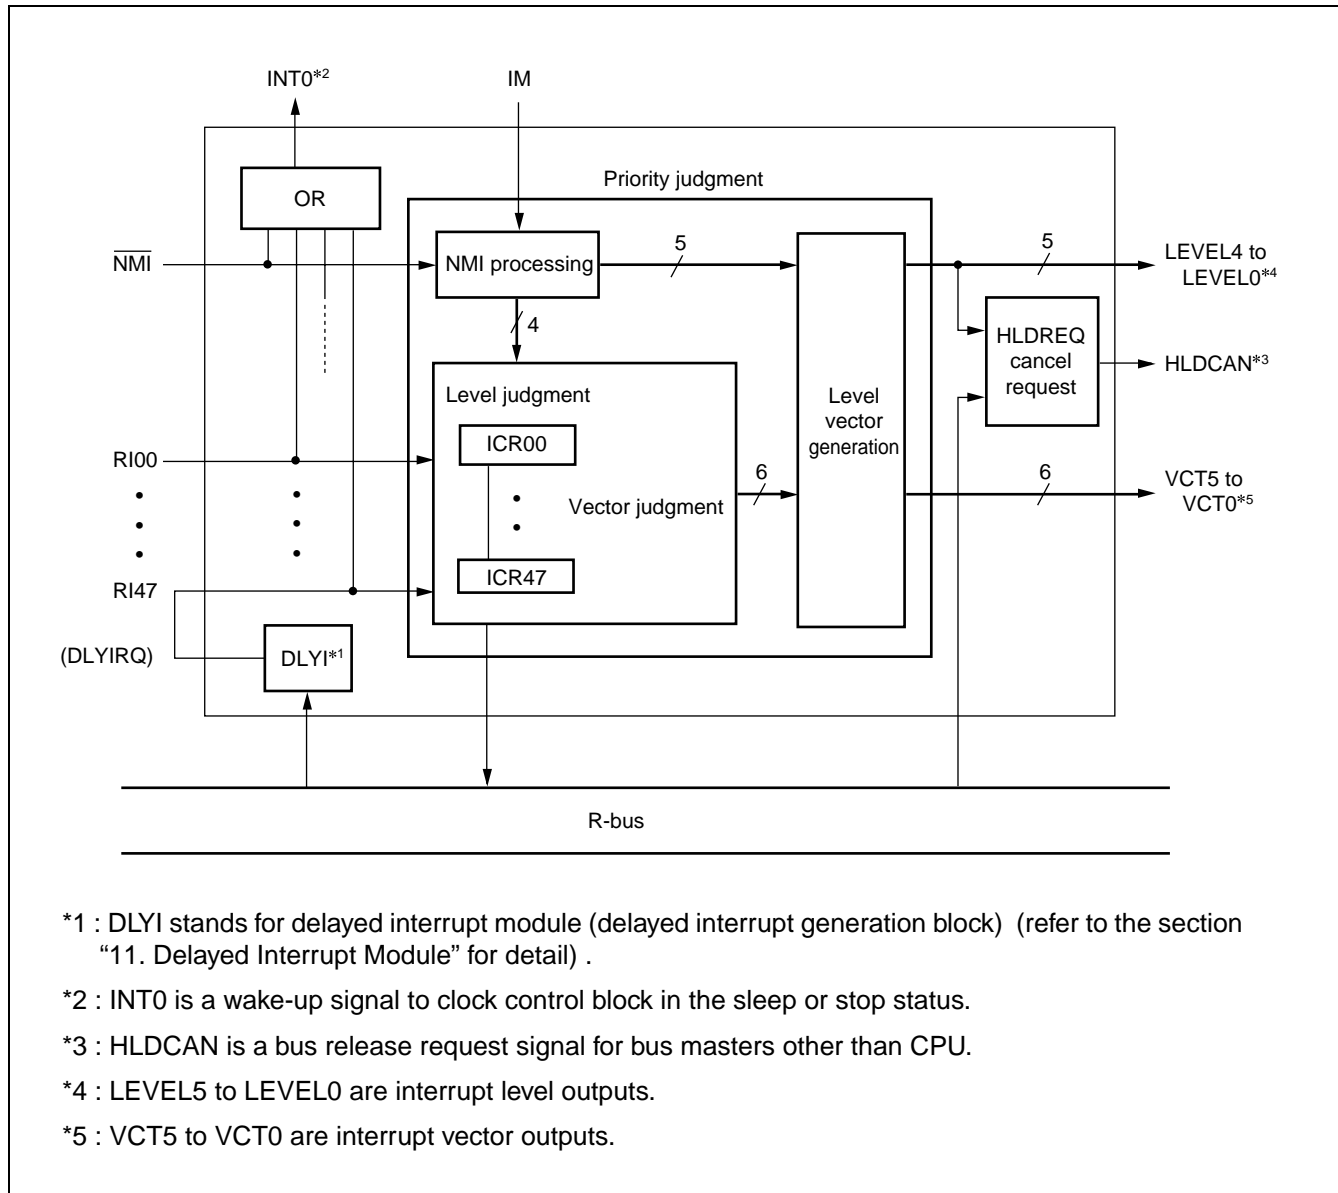 INT0*2
IM
Priority judgment
OR
NMI
NMI processing
5
5
LEVEL4 to
LEVEL0*4
4
HLDREQ
cancel
request
HLDCAN*3
Level judgment
Level
vector
generation
ICR00
RI00
6
6
VCT5 to
VCT0*5
Vector judgment
ICR47
RI47
(DLYIRQ)
DLYI*1
R-bus
*1 : DLYI stands for delayed interrupt module (delayed interrupt generation block) (refer to the section
“11. Delayed Interrupt Module” for detail) .
*2 : INT0 is a wake-up signal to clock control block in the sleep or stop status.
*3 : HLDCAN is a bus release request signal for bus masters other than CPU.
*4 : LEVEL5 to LEVEL0 are interrupt level outputs.
*5 : VCT5 to VCT0 are interrupt vector outputs.